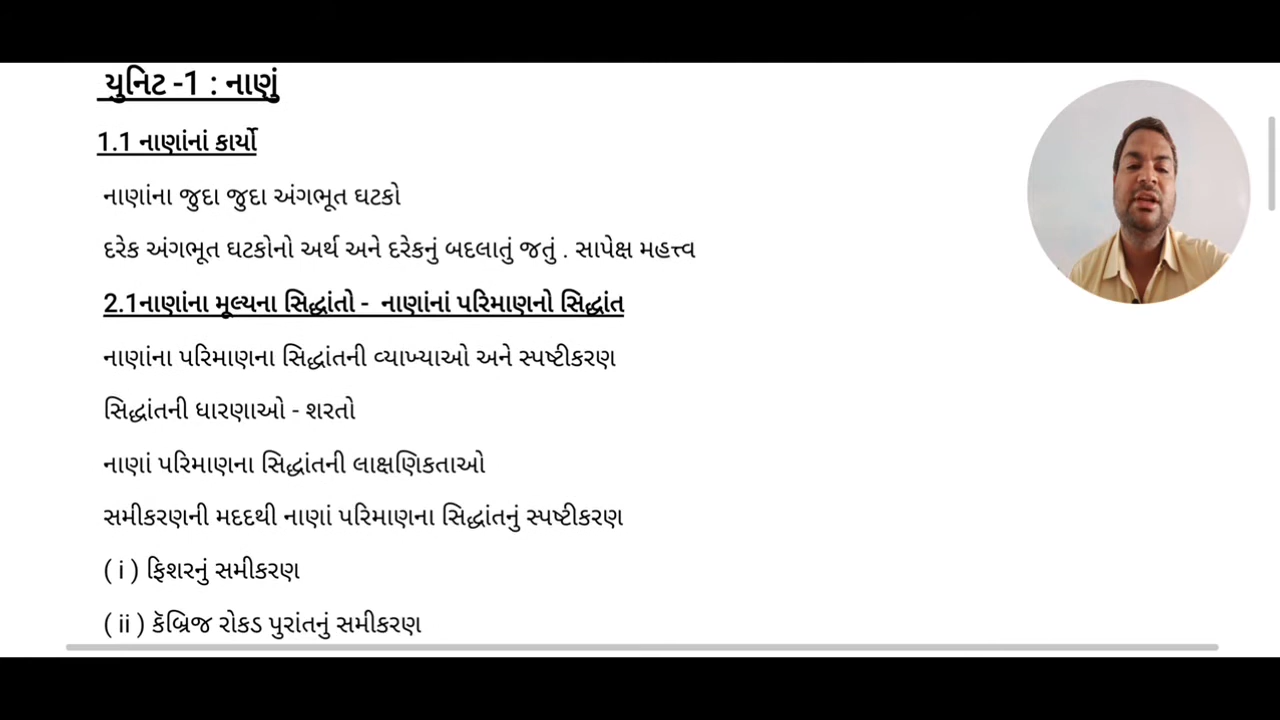 યુનિટ -1 : નાણું
1.1 નાણાંનાં કાર્યો
નાણાંના જુદા જુદા અંગભૂત ઘટકો
દરેક અંગભૂત ઘટકોનો અર્થ અને દરેકનું બદલાતું જતું . સાપેક્ષ મહત્ત્વ
2.1નાણાંના મૂલ્યના સિદ્ધાંતો - નાણાંનાં પરિમાણનો સિદ્ધાંત
નાણાંના પરિમાણના સિદ્ધાંતની વ્યાખ્યાઓ અને સ્પષ્ટીકરણ
સિદ્ધાંતની ધારણાઓ - શરતો
નાણાં પરિમાણના સિદ્ધાંતની લાક્ષણિકતાઓ
સમીકરણની મદદથી નાણાં પરિમાણના સિદ્ધાંતનું સ્પષ્ટીકરણ
( i ) ફિશરનું સમીકરણ
( ii ) કૅબ્રિજ રોકડ પુરાંતનું સમીકરણ